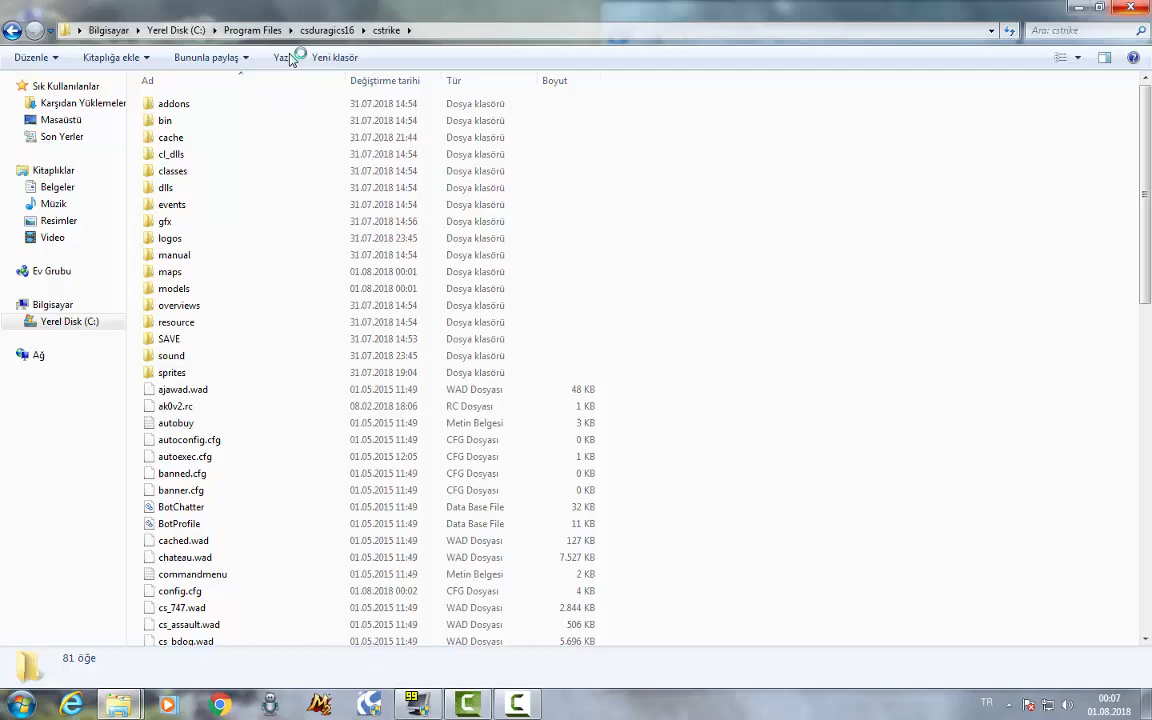 Bilgisayar Yerel Disk (C:) Program Files csduragics16 cstrike
Ara: cstrike
Düzenle Kitaplığa ekle Bununla paylaş Yaz Yeni klasör
Ad Değiştirme tarihi Tür Boyut
Sık Kullanılanlar
Karşıdan Yüklemeler
Masaüstü
Son Yerler
Kitaplıklar
Belgeler
Müzik
Resimler
Video
Ev Grubu
Bilgisayar
Yerel Disk (C:)
Ağ
addons 31.07.2018 14:54 Dosya klasörü
bin 31.07.2018 14:54 Dosya klasörü
cache 31.07.2018 21:44 Dosya klasörü
cl_dlls 31.07.2018 14:54 Dosya klasörü
classes 31.07.2018 14:54 Dosya klasörü
dlls 31.07.2018 14:54 Dosya klasörü
events 31.07.2018 14:54 Dosya klasörü
gfx 31.07.2018 14:56 Dosya klasörü
logos 31.07.2018 23:45 Dosya klasörü
manual 31.07.2018 14:54 Dosya klasörü
maps 01.08.2018 00:01 Dosya klasörü
models 01.08.2018 00:01 Dosya klasörü
overviews 31.07.2018 14:54 Dosya klasörü
resource 31.07.2018 14:54 Dosya klasörü
SAVE 31.07.2018 14:53 Dosya klasörü
sound 31.07.2018 23:45 Dosya klasörü
sprites 31.07.2018 19:04 Dosya klasörü
ajawad.wad 01.05.2015 11:49 WAD Dosyası 48 KB
ak0v2.rc 08.02.2018 18:06 RC Dosyası 1 KB
autobuy 01.05.2015 11:49 Metin Belgesi 3 KB
autoconfig.cfg 01.05.2015 11:49 CFG Dosyası 0 KB
autoexec.cfg 01.05.2015 12:05 CFG Dosyası 1 KB
banned.cfg 01.05.2015 11:49 CFG Dosyası 0 KB
banner.cfg 01.05.2015 11:49 CFG Dosyası 0 KB
BotChatter 01.05.2015 11:49 Data Base File 32 KB
BotProfile 01.05.2015 11:49 Data Base File 11 KB
cached.wad 01.05.2015 11:49 WAD Dosyası 127 KB
chateau.wad 01.05.2015 11:49 WAD Dosyası 7.527 KB
commandmenu 01.05.2015 11:49 Metin Belgesi 2 KB
config.cfg 01.08.2018 00:02 CFG Dosyası 4 KB
cs_747.wad 01.05.2015 11:49 WAD Dosyası 2.844 KB
cs_assault.wad 01.05.2015 11:49 WAD Dosyası 506 KB
cs_bdog.wad 01.05.2015 11:49 WAD Dosyası 5.696 KB
81 öğe
99
TR
00:07
01.08.2018